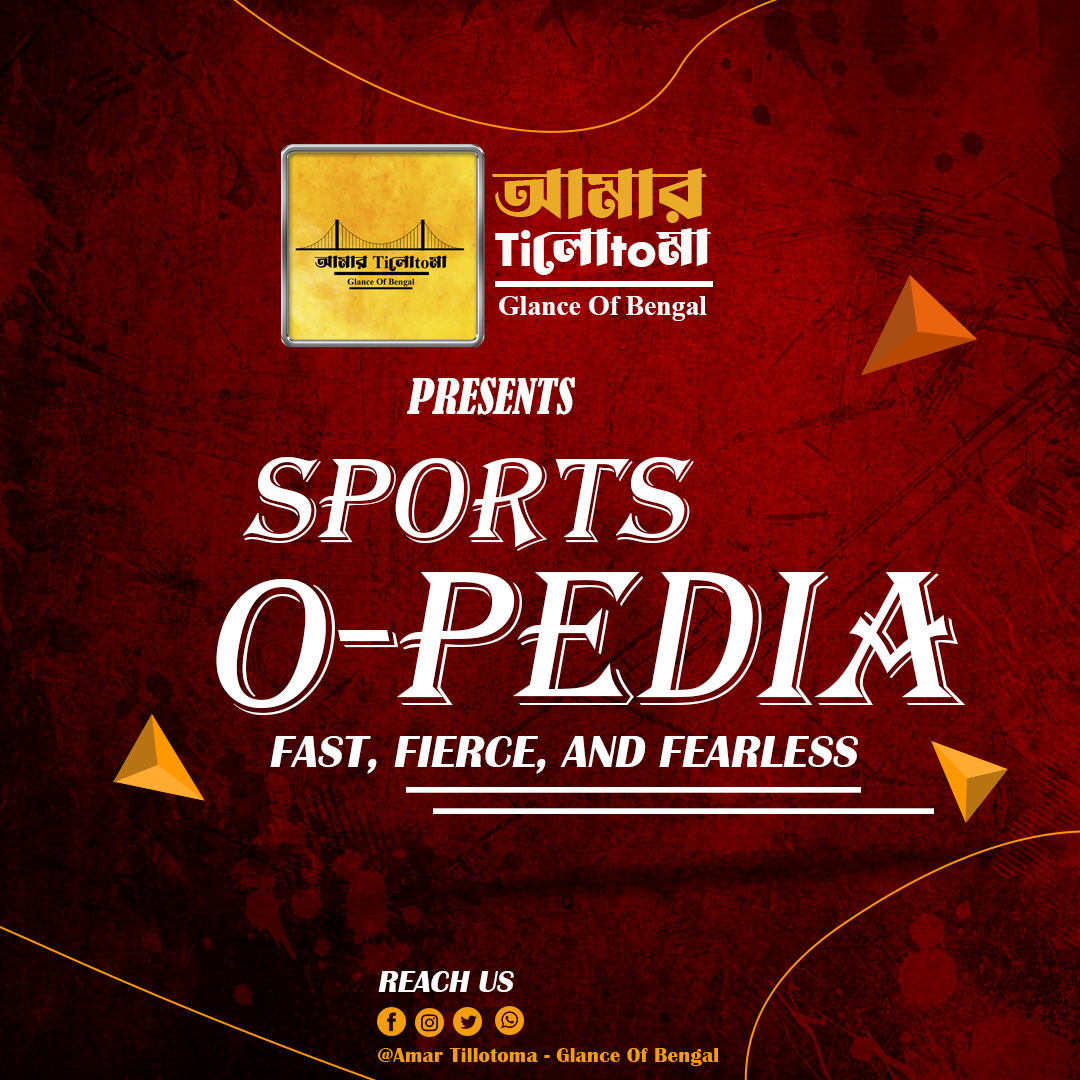 আমার Tiলোtoমা
Glance Of Bengal
আমার
Tiলোtoমা
Glance Of Bengal
PRESENTS
SPORTS
O-PEDIA
FAST, FIERCE, AND FEARLESS
REACH US
@Amar Tillotoma - Glance Of Bengal